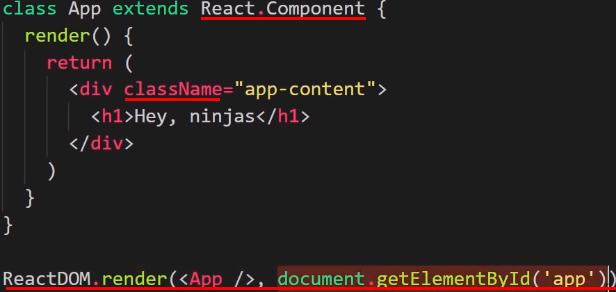 class App extends React.Component {
render() {
return (
<div className="app-content">
<h1>Hey, ninjas</h1>
</div>
)
}
}
ReactDOM.render(<App />, document.getElementById('app'))